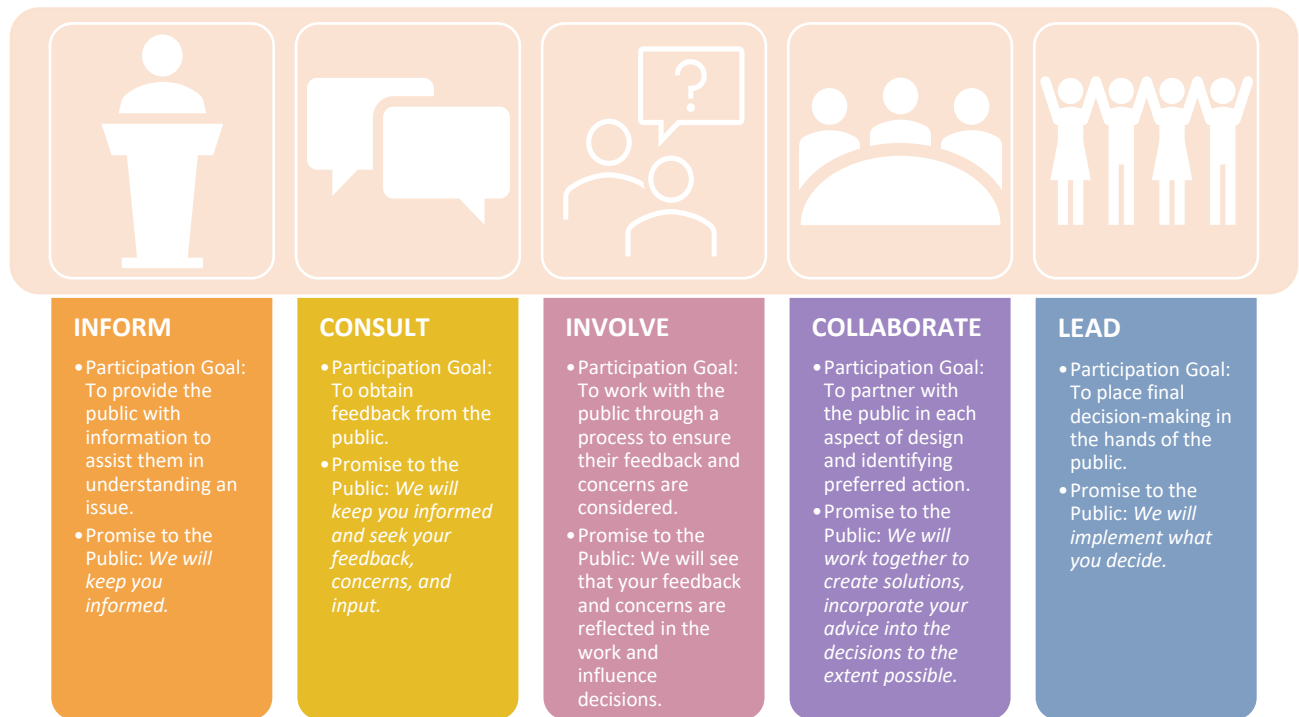 ?
INFORM
•Participation Goal:
To provide the
public with
information to
assist them in
understanding an
issue.
•Promise to the
Public: We will
keep you
informed.
CONSULT
•Participation Goal:
To obtain
feedback from the
public.
•Promise to the
Public: We will
keep you informed
and seek your
feedback,
concerns, and
input.
INVOLVE
•Participation Goal:
To work with the
public through a
process to ensure
their feedback and
concerns are
considered.
•Promise to the
Public: We will see
that your feedback
and concerns are
reflected in the
work and
influence
decisions.
COLLABORATE
•Participation Goal:
To partner with
the public in each
aspect of design
and identifying
preferred action.
•Promise to the
Public: We will
work together to
create solutions,
incorporate your
advice into the
decisions to the
extent possible.
LEAD
•Participation Goal:
To place final
decision-making in
the hands of the
public.
•Promise to the
Public: We will
implement what
you decide.